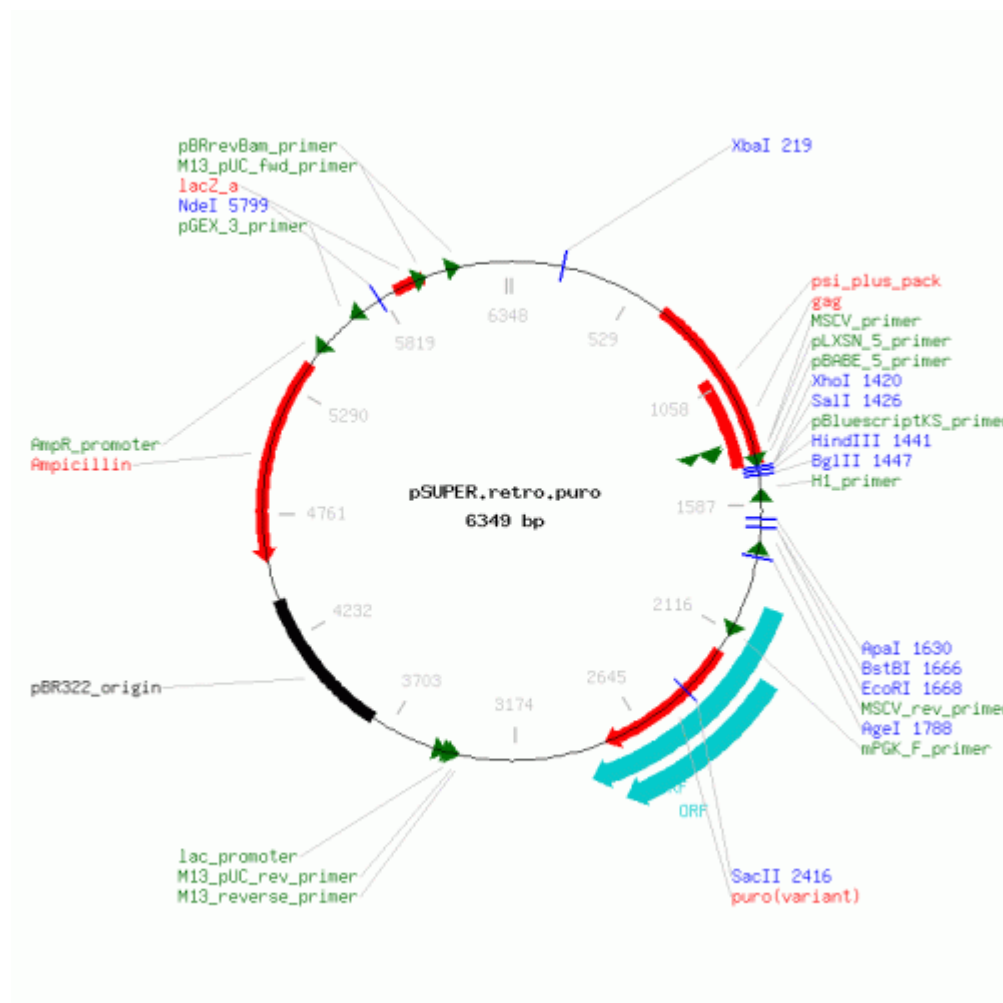 pBRrevBam_primer
M13_pUC_fwd_primer
lacZ_a
NdeI 5799
pGEX_3_primer
XbaI 219
psi_plus_pack
gag
MSCV_primer
pLXSN_5_primer
pBABE_5_primer
XhoI 1420
SalI 1426
pBluescriptKS_prime
HindIII 1441
BglII 1447
H1_primer
6348
529
5819
1058
5290
AmpR_promoter
Ampicillin
pSUPER.retro.puro
6349 bp
1587
4761
2116
4232
ApaI 1630
BstBI 1666
EcoRI 1668
MSCV_rev_primer
AgeI 1788
mPGK_F_primer
pBR322_origin
3703
2645
3174
ORF
lac_promoter
M13_pUC_rev_primer
M13_reverse_primer
SacII 2416
puro(variant)